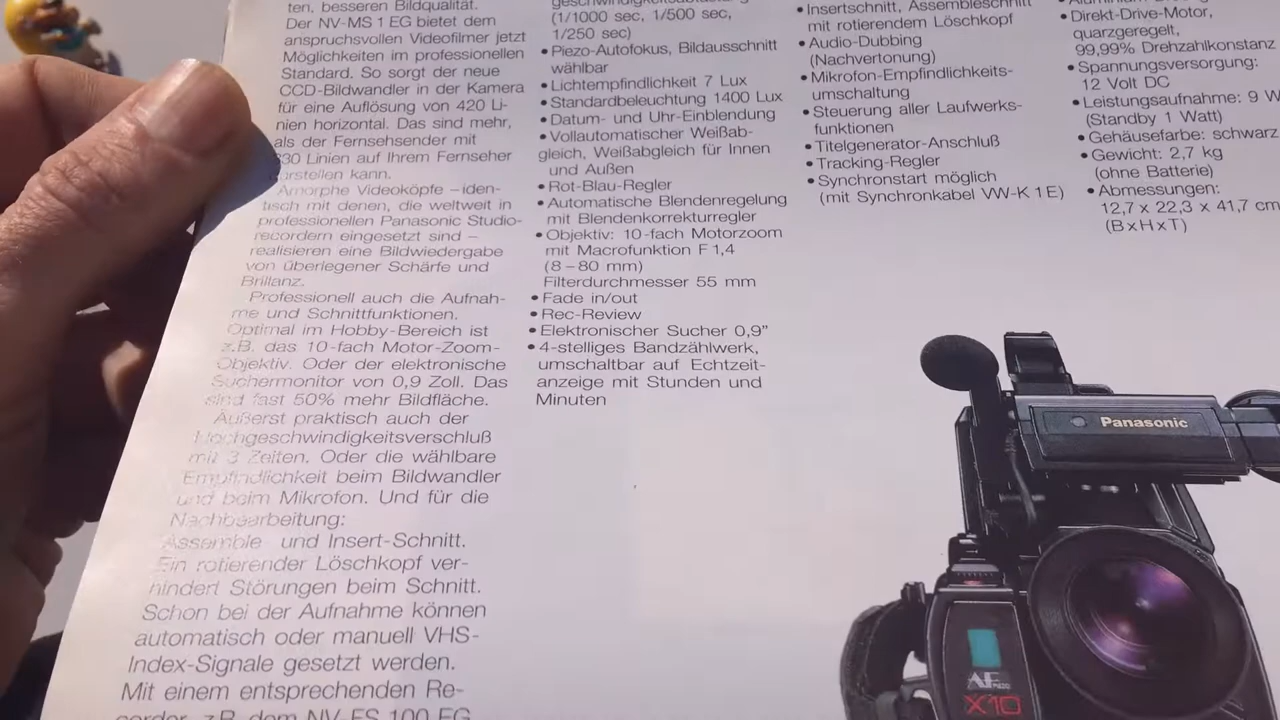 ten, besseren Bildqualität.
Der NV-MS 1 EG bietet dem
anspruchsvollen Videofilmer jetzt
Möglichkeiten im professionellen
Standard. So sorgt der neue
CCD-Bildwandler in der Kamera
für eine Auflösung von 420 Li-
nien horizontal. Das sind mehr,
als der Fernsehsender mit
330 Linien auf Ihrem Fernseher
darstellen kann.
Amorphe Videoköpfe – iden-
tisch mit denen, die weltweit in
professionellen Panasonic Studio-
recordern eingesetzt sind –
realisieren eine Bildwiedergabe
von überlegener Schärfe und
Brillanz.
Professionell auch die Aufnah-
me und Schnittfunktionen.
Optimal im Hobby-Bereich ist
z.B. das 10-fach Motor-Zoom-
Objektiv. Oder der elektronische
Suchermonitor von 0,9 Zoll. Das
sind fast 50% mehr Bildfläche.
Äußerst praktisch auch der
Hochgeschwindigkeitsverschluß
mit 3 Zeiten. Oder die wählbare
Empfindlichkeit beim Bildwandler
und beim Mikrofon. Und für die
Nachbearbeitung:
Assemble- und Insert-Schnitt.
Ein rotierender Löschkopf ver-
hindert Störungen beim Schnitt.
Schon bei der Aufnahme können
automatisch oder manuell VHS-
Index-Signale gesetzt werden.
Mit einem entsprechenden Re-
corder, z.B. dem NV-FS 100 EG
(1/1000 sec, 1/500 sec,
1/250 sec)
• Piezo-Autofokus, Bildausschnitt
wählbar
• Lichtempfindlichkeit 7 Lux
• Standardbeleuchtung 1400 Lux
• Datum- und Uhr-Einblendung
• Vollautomatischer Weißab-
gleich, Weißabgleich für Innen
und Außen
• Rot-Blau-Regler
• Automatische Blendenregelung
mit Blendenkorrekturregler
• Objektiv: 10-fach Motorzoom
mit Macrofunktion F 1,4
(8–80 mm)
Filterdurchmesser 55 mm
• Fade in/out
• Rec-Review
• Elektronischer Sucher 0,9”
• 4-stelliges Bandzählwerk,
umschaltbar auf Echtzeit-
anzeige mit Stunden und
Minuten
• Insertschnitt, Assembleschnitt
mit rotierendem Löschkopf
• Audio-Dubbing
(Nachvertonung)
• Mikrofon-Empfindlichkeits-
umschaltung
• Steuerung aller Laufwerks-
funktionen
• Titelgenerator-Anschluß
• Tracking-Regler
• Synchronstart möglich
(mit Synchronkabel VW-K 1 E)
• Direkt-Drive-Motor,
quarzgeregelt,
99,99% Drehzahlkonstanz
• Spannungsversorgung:
12 Volt DC
• Leistungsaufnahme: 9 W
(Standby 1 Watt)
• Gehäusefarbe: schwarz
• Gewicht: 2,7 kg
(ohne Batterie)
• Abmessungen:
12,7 x 22,3 x 41,7 cm
(BxHxT)
Panasonic
AF PIEZO
X10